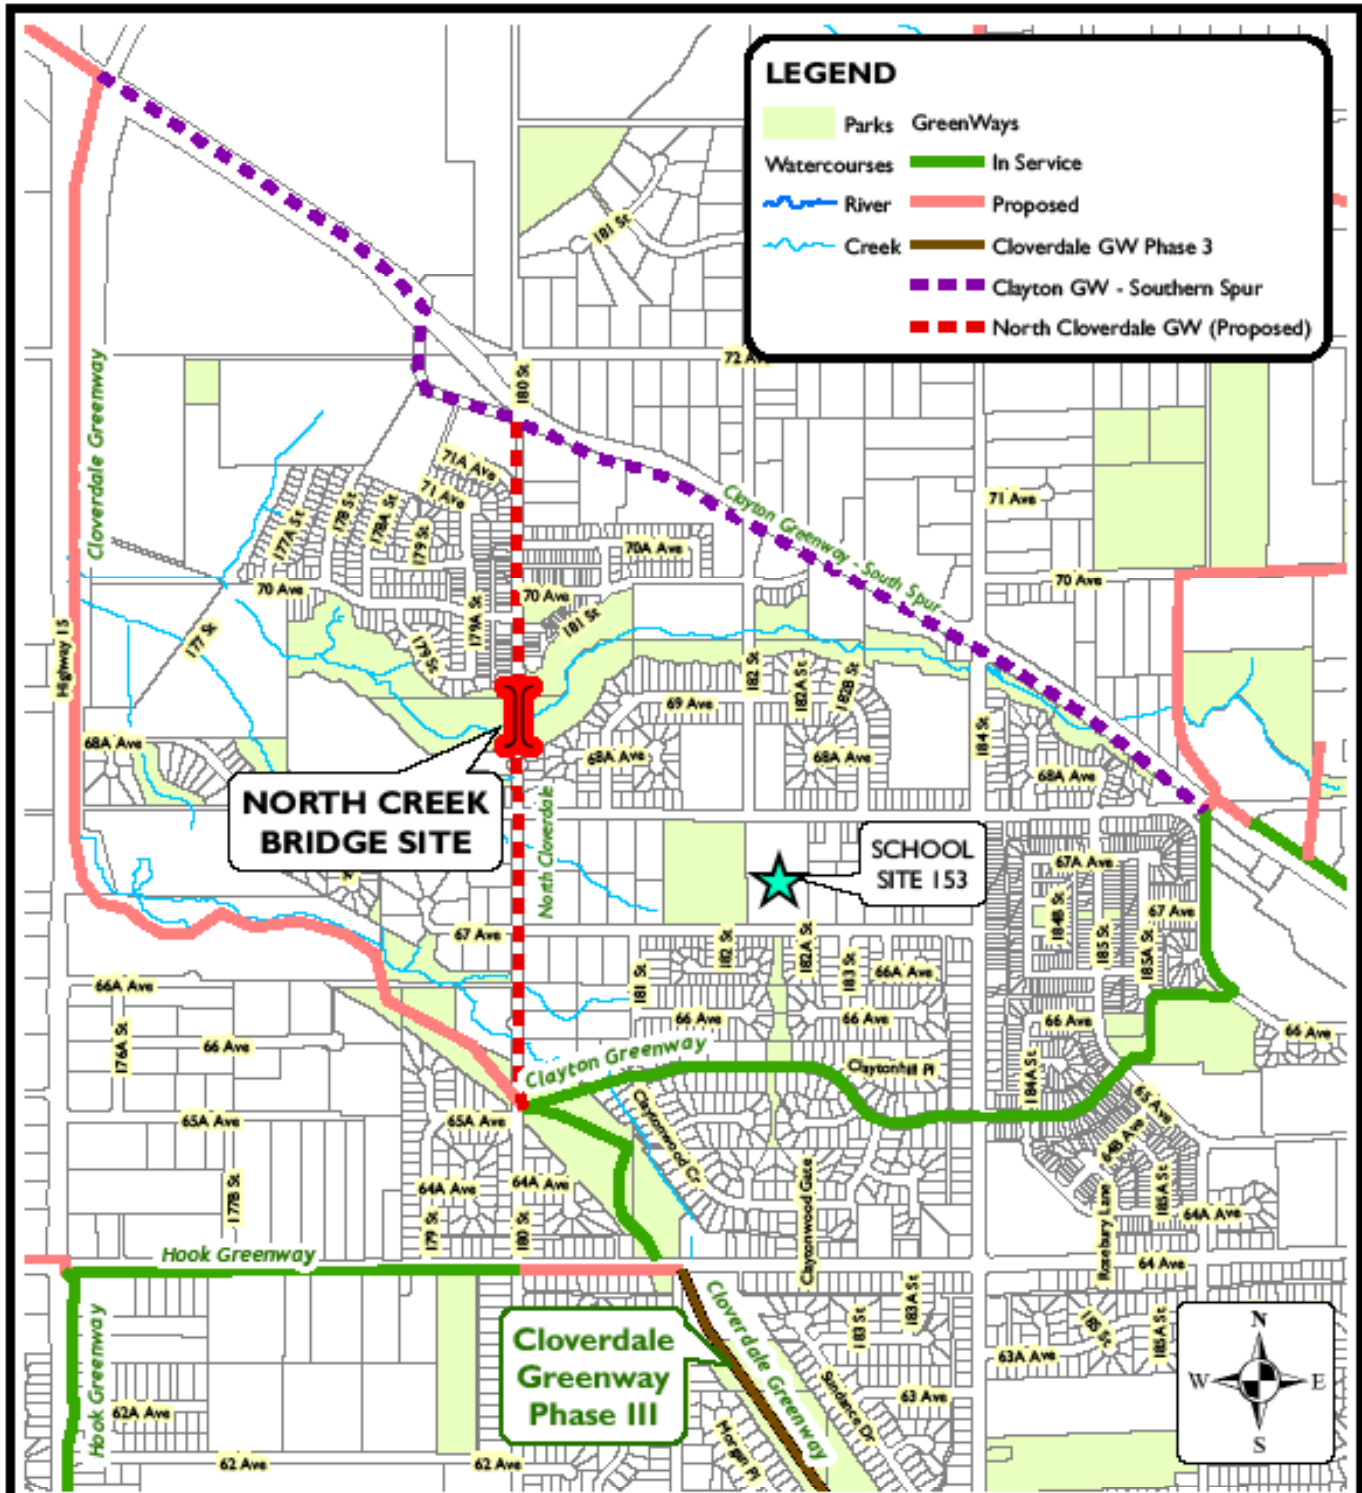 LEGEND
Parks
GreenWays
Watercourses
In Service
River
Proposed
Creek
Cloverdale GW Phase 3
Clayton GW - Southern Spur
North Cloverdale GW (Proposed)
181 St
72 Ave
180 St
Cloverdale Greenway
71A Ave
71 Ave
177A St
178 St
178A St
179 St
Clayton Greenway - South Spur
71 Ave
70A Ave
70 Ave
70 Ave
70 Ave
179A St
181 St
177 St
179 St
Highway 15
182 St
182A St
182B St
69 Ave
184 St
68A Ave
68A Ave
68A Ave
68A Ave
NORTH CREEK
BRIDGE SITE
North Cloverdale
SCHOOL
SITE 153
67A Ave
184B St
67 Ave
185 St
185A St
67 Ave
182 St
182A St
183 St
66A Ave
181 St
66A Ave
176A St
66 Ave
66 Ave
66 Ave
66 Ave
66 Ave
Clayton Greenway
Claytonhill Pl
184A St
65A Ave
65A Ave
65 Ave
64B Ave
Claytonwood Cr
Claytonwood Gate
177B St
64A Ave
64A Ave
179 St
180 St
185A St
64A Ave
Rosebury Lane
64 Ave
Hook Greenway
Hook Greenway
Cloverdale
Greenway
Phase III
Cloverdale Greenway
183 St
183A St
185 St
185A St
63A Ave
63 Ave
Sundance Dr
Morgan Pl
62A Ave
62 Ave
62 Ave
N
W
E
S